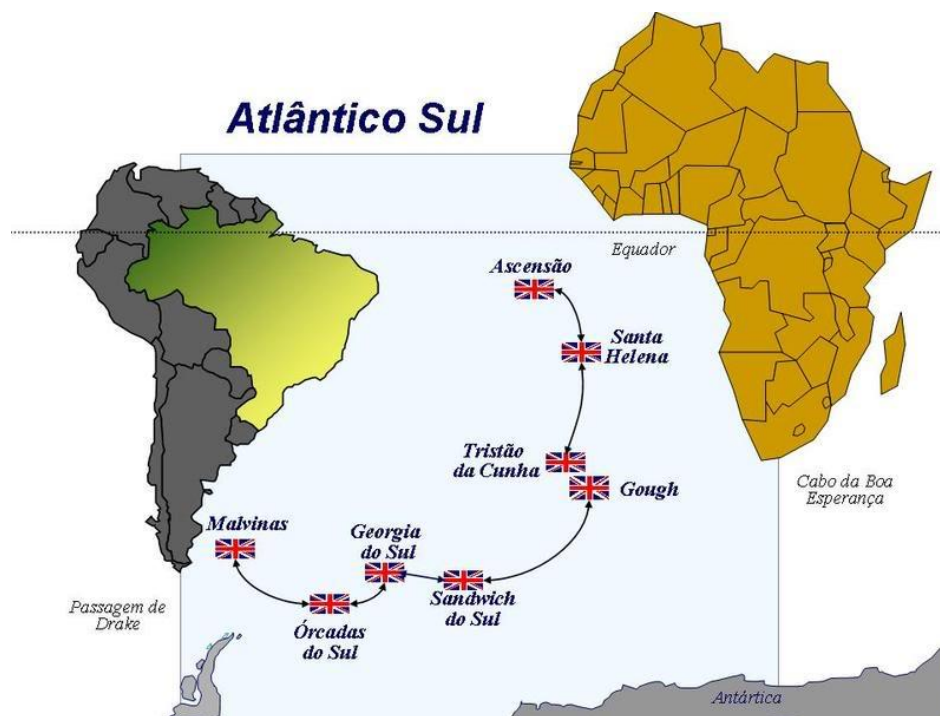 Atlântico Sul
Equador
Ascensão
Santa
Helena
Tristão
da Cunha
Gough
Cabo da Boa
Esperança
Malvinas
Georgia
do Sul
Sandwich
do Sul
Órcadas
do Sul
Passagem de
Drake
Antártica